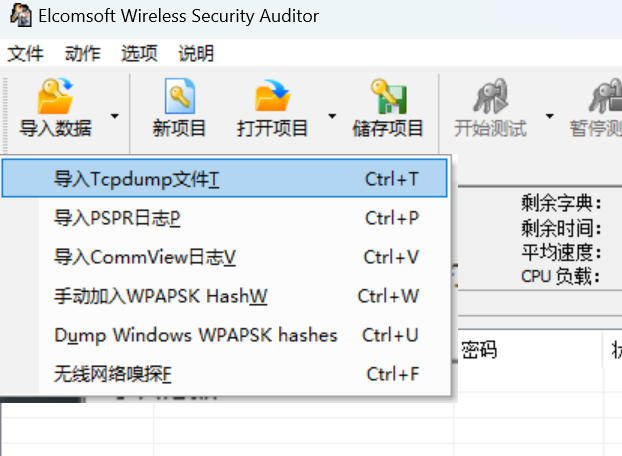 Elcomsoft Wireless Security Auditor
文件 动作 选项 说明
导入数据 新项目 打开项目 储存项目 开始测试 暂停测
导入Tcpdump文件T Ctrl+T
导入PSPR日志P Ctrl+P
导入CommView日志V Ctrl+V
手动加入WPAPSK HashW Ctrl+W
Dump Windows WPAPSK hashes Ctrl+U
无线网络嗅探F Ctrl+F
剩余字典:
剩余时间:
平均速度:
CPU 负载:
密码